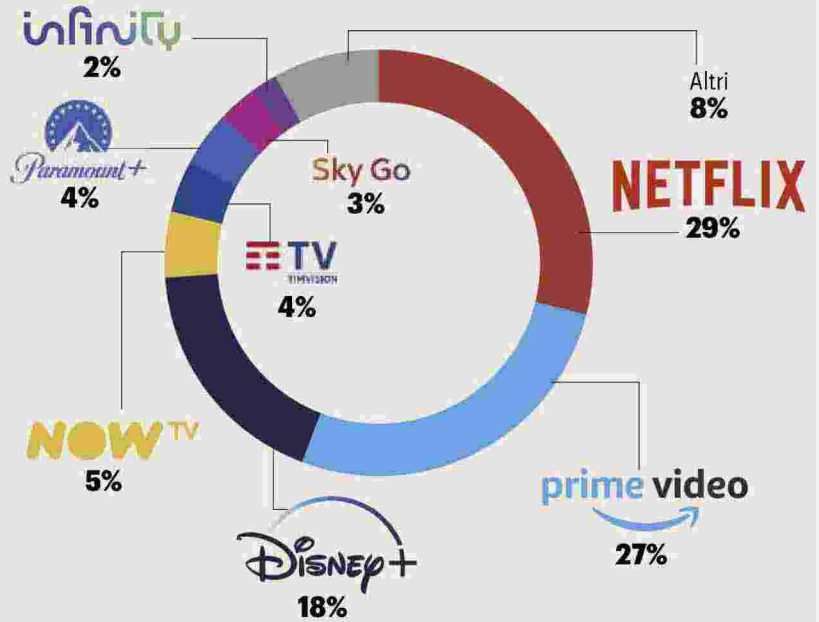 infinity
2%
Altri
8%
Paramount+
4%
Sky Go
3%
NETFLIX
29%
TV
TIMVISION
4%
NOW TV
5%
prime video
27%
Disney+
18%